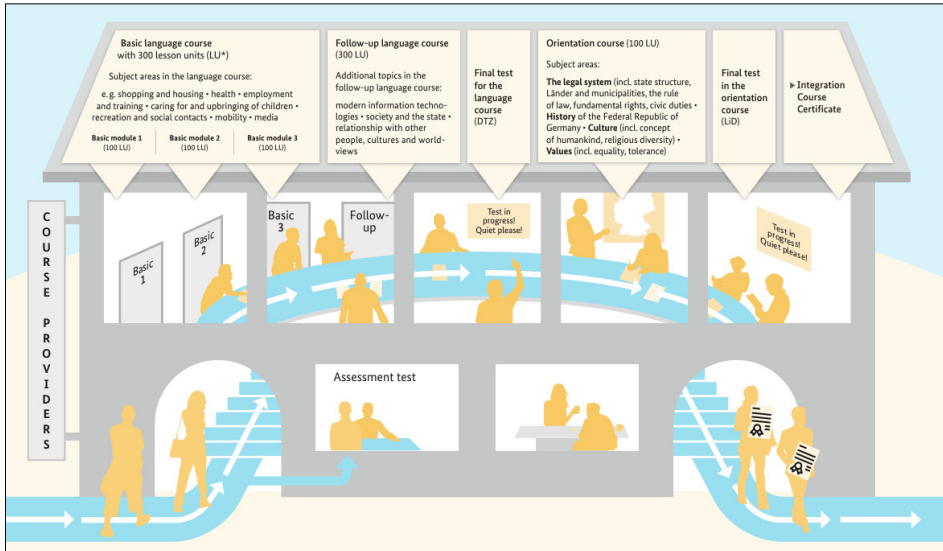 Basic language course
with 300 lesson units (LU*)
Subject areas in the language course:
e.g. shopping and housing • health • employment
and training • caring for and upbringing of children •
recreation and social contacts • mobility • media
Basic module 1
(100 LU)
Basic module 2
(100 LU)
Basic module 3
(100 LU)
Follow-up language course
(300 LU)
Additional topics in the
follow-up language course:
modern information techno-
logies • society and the state •
relationship with other
people, cultures and world-
views
Final test
for the
language
course
(DTZ)
Orientation course (100 LU)
Subject areas:
The legal system (incl. state structure,
Länder and municipalities, the rule
of law, fundamental rights, civic duties •
History of the Federal Republic of
Germany • Culture (incl. concept
of humankind, religious diversity) •
Values (incl. equality, tolerance)
Final test
in the
orientation
course
(LiD)
▸ Integration
Course
Certificate
COURSE PROVIDERS
Basic
1
Basic
2
Basic
3
Follow-
up
Test in
progress!
Quiet please!
Test in
progress!
Quiet please!
Assessment test